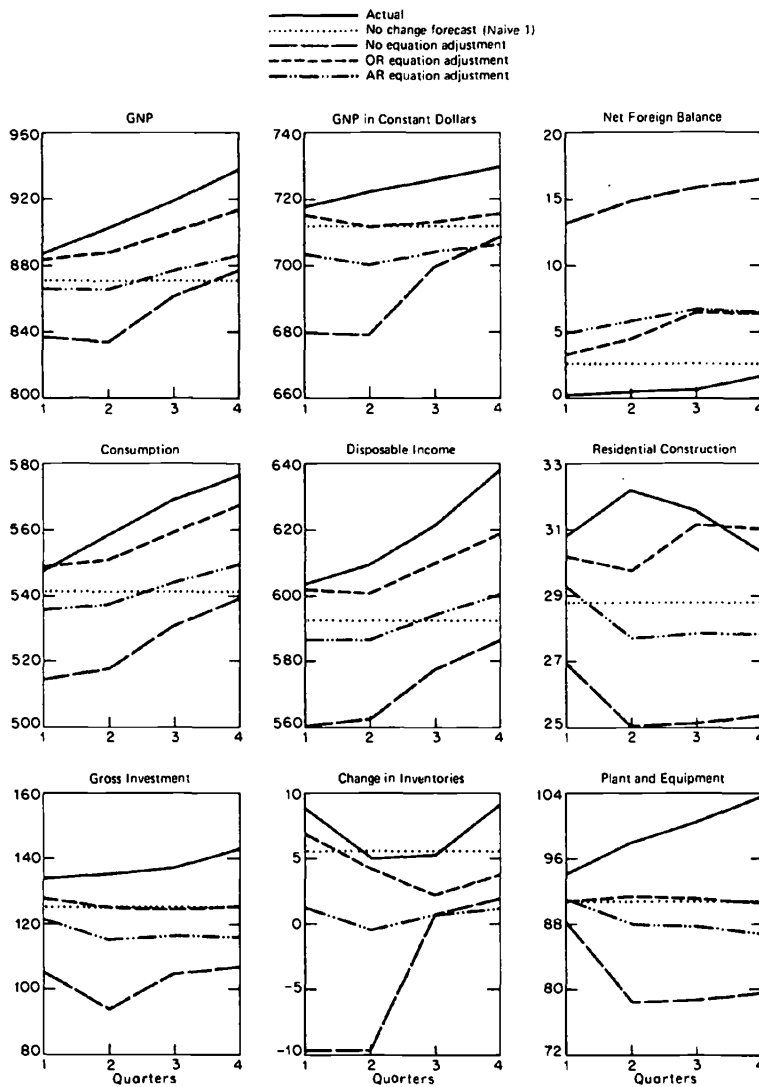 Actual
No change forecast (Naive 1)
No equation adjustment
OR equation adjustment
AR equation adjustment
GNP
960
920
880
840
800
1 2 3 4
GNP in Constant Dollars
740
720
700
680
660
1 2 3 4
Net Foreign Balance
20
15
10
5
0
1 2 3 4
Consumption
580
560
540
520
500
1 2 3 4
Disposable Income
640
620
600
580
560
1 2 3 4
Residential Construction
33
31
29
27
25
1 2 3 4
Gross Investment
160
140
120
100
80
1 2 3 4
Quarters
Change in Inventories
10
5
0
-5
-10
1 2 3 4
Quarters
Plant and Equipment
104
96
88
80
72
1 2 3 4
Quarters